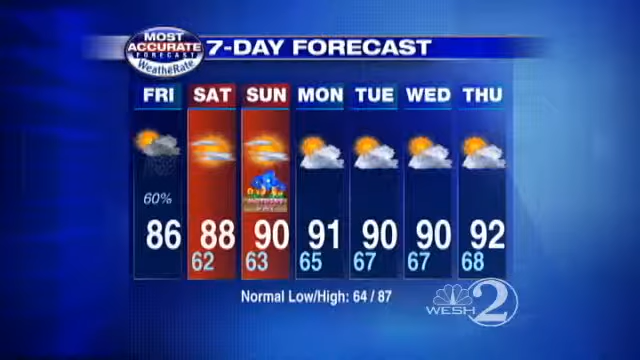 MOST
ACCURATE
FORECAST
WeatheRate
7-DAY FORECAST
FRI SAT SUN MON TUE WED THU
60%
86 88 90 91 90 90 92
62 63 65 67 67 68
Normal Low/High: 64 / 87
WESH 2